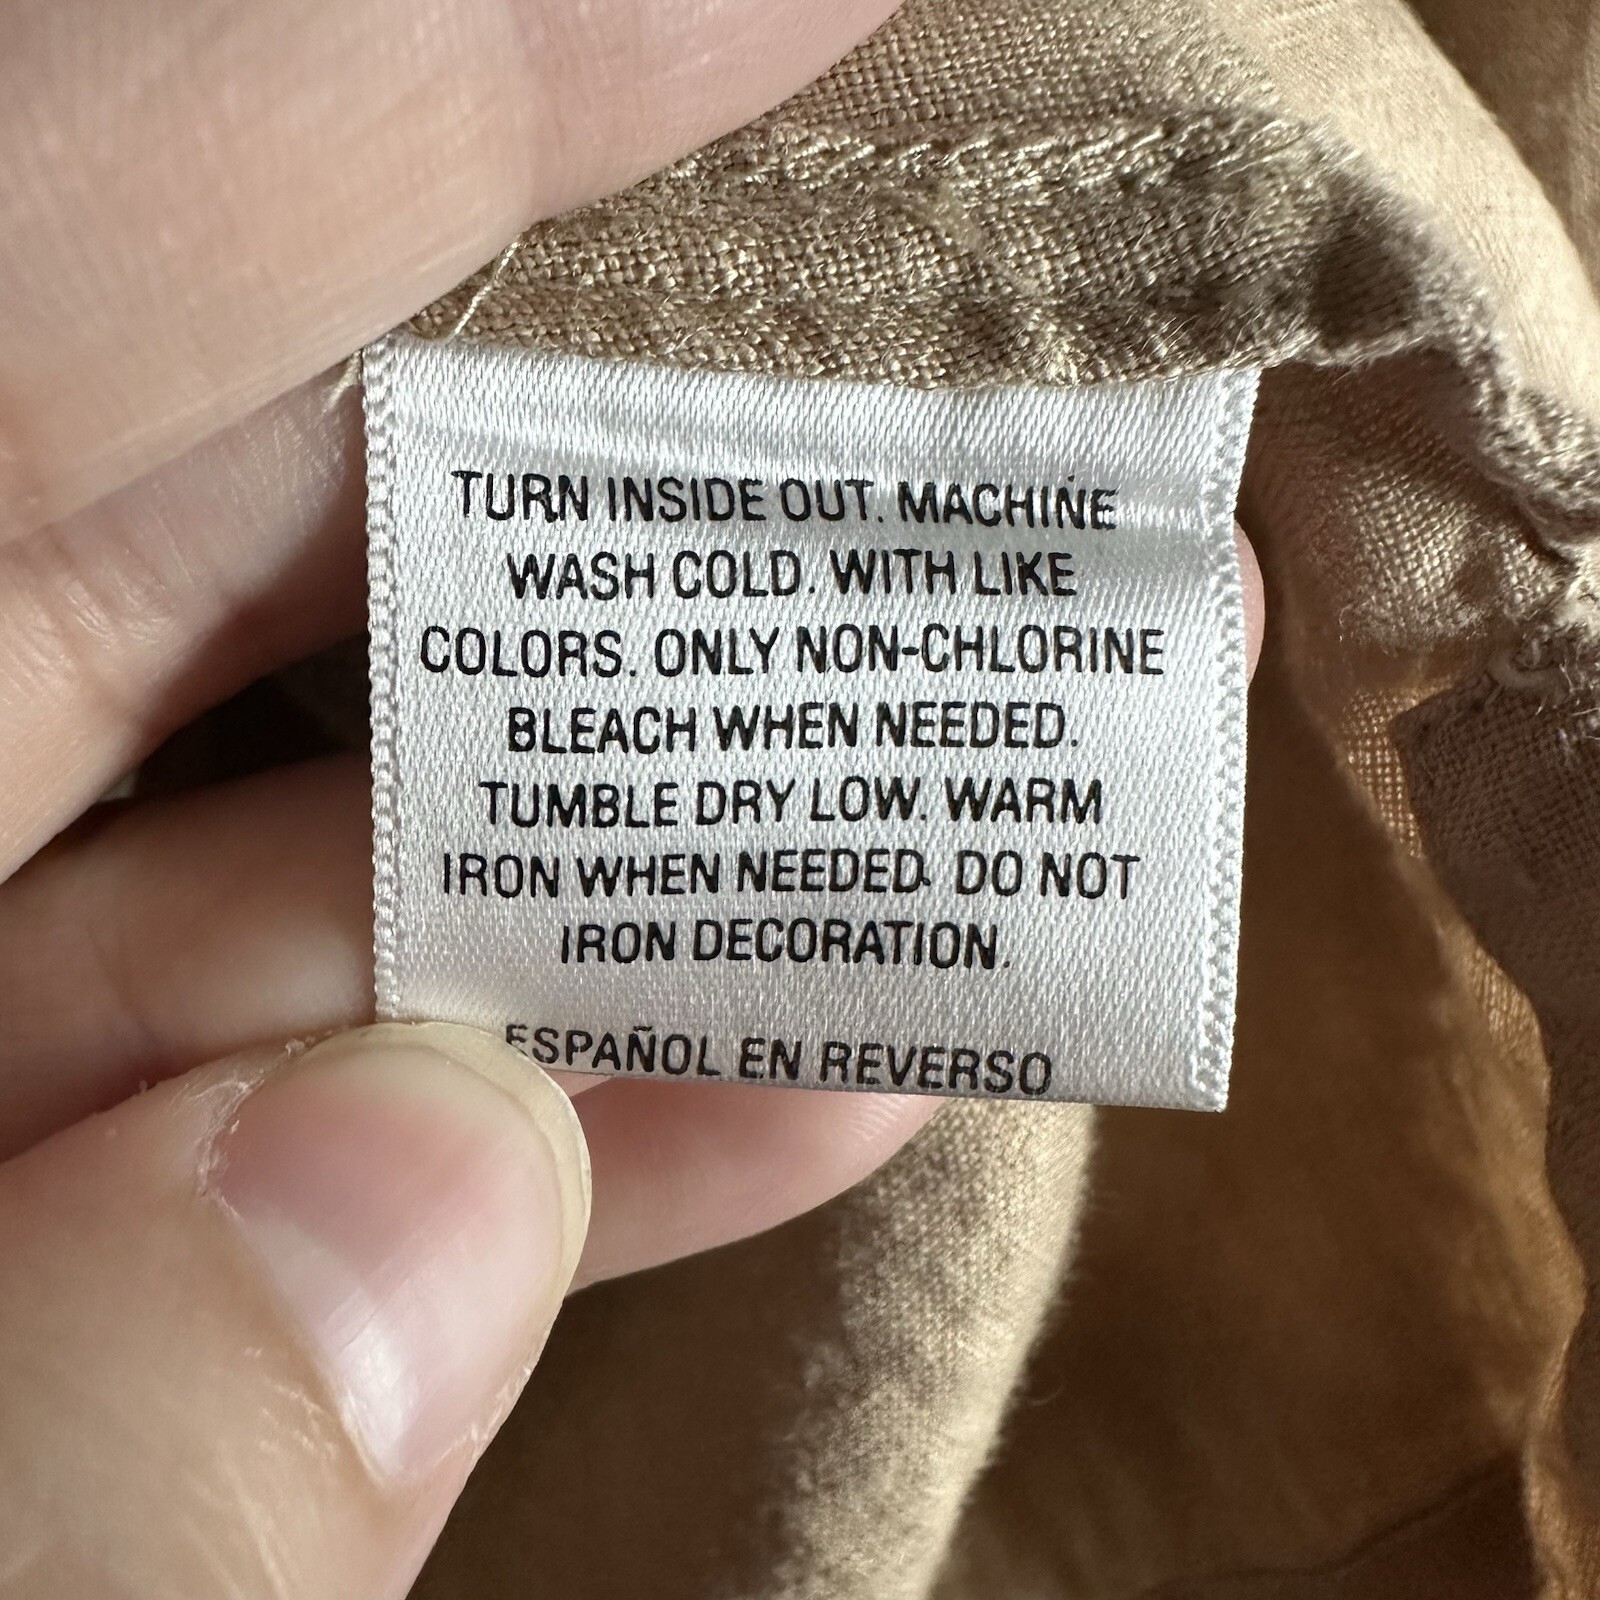 TURN INSIDE OUT. MACHINE
WASH COLD. WITH LIKE
COLORS. ONLY NON-CHLORINE
BLEACH WHEN NEEDED.
TUMBLE DRY LOW. WARM
IRON WHEN NEEDED. DO NOT
IRON DECORATION.
ESPAÑOL EN REVERSO